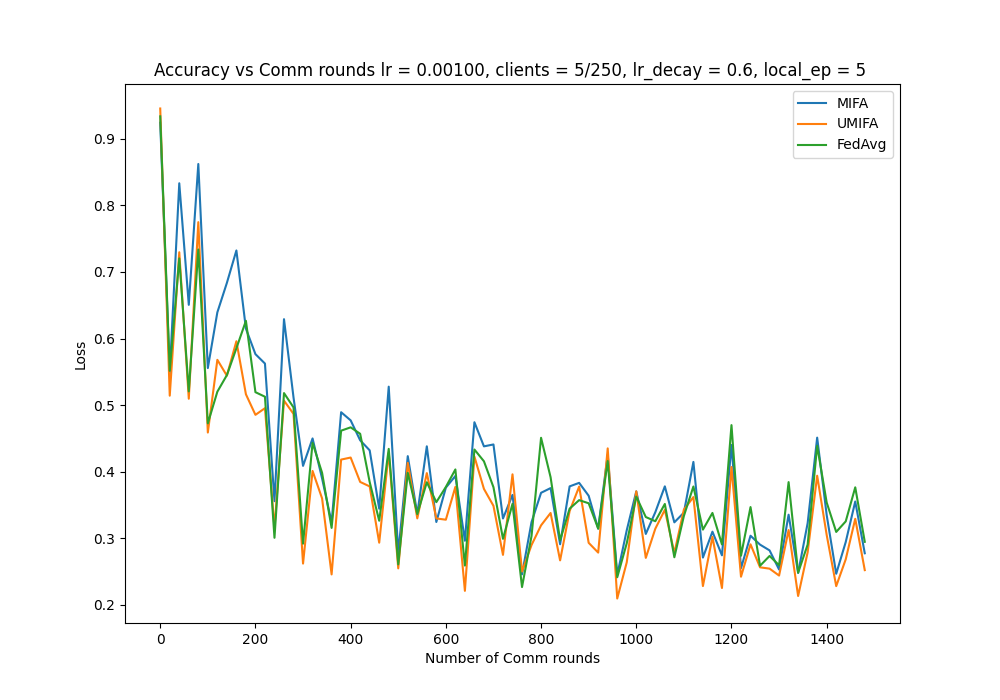 Accuracy vs Comm rounds lr = 0.00100, clients = 5/250, lr_decay = 0.6, local_ep = 5
MIFA
UMIFA
FedAvg
0.9
0.8
0.7
0.6
0.5
0.4
0.3
0.2
Loss
0 200 400 600 800 1000 1200 1400
Number of Comm rounds